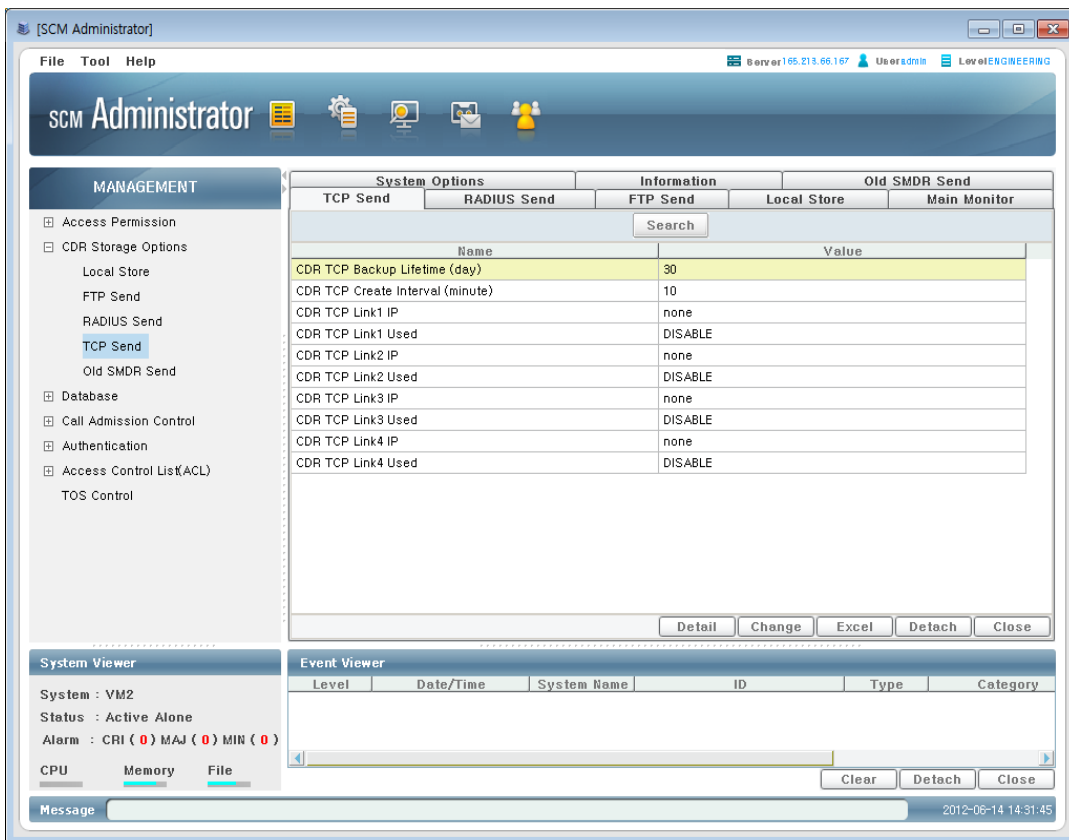 [SCM Administrator]
File Tool Help
Server165.213.66.167 Useradmin LevelENGINEERING
SCM Administrator
MANAGEMENT
Access Permission
CDR Storage Options
Local Store
FTP Send
RADIUS Send
TCP Send
Old SMDR Send
Database
Call Admission Control
Authentication
Access Control List(ACL)
TOS Control
System Options Information Old SMDR Send
TCP Send RADIUS Send FTP Send Local Store Main Monitor
Search
Name Value
CDR TCP Backup Lifetime (day) 30
CDR TCP Create Interval (minute) 10
CDR TCP Link1 IP none
CDR TCP Link1 Used DISABLE
CDR TCP Link2 IP none
CDR TCP Link2 Used DISABLE
CDR TCP Link3 IP none
CDR TCP Link3 Used DISABLE
CDR TCP Link4 IP none
CDR TCP Link4 Used DISABLE
Detail Change Excel Detach Close
System Viewer
System : VM2
Status : Active Alone
Alarm : CRI ( 0 ) MAJ ( 0 ) MIN ( 0 )
CPU Memory File
Event Viewer
Level Date/Time System Name ID Type Category
Clear Detach Close
Message 2012-06-14 14:31:45